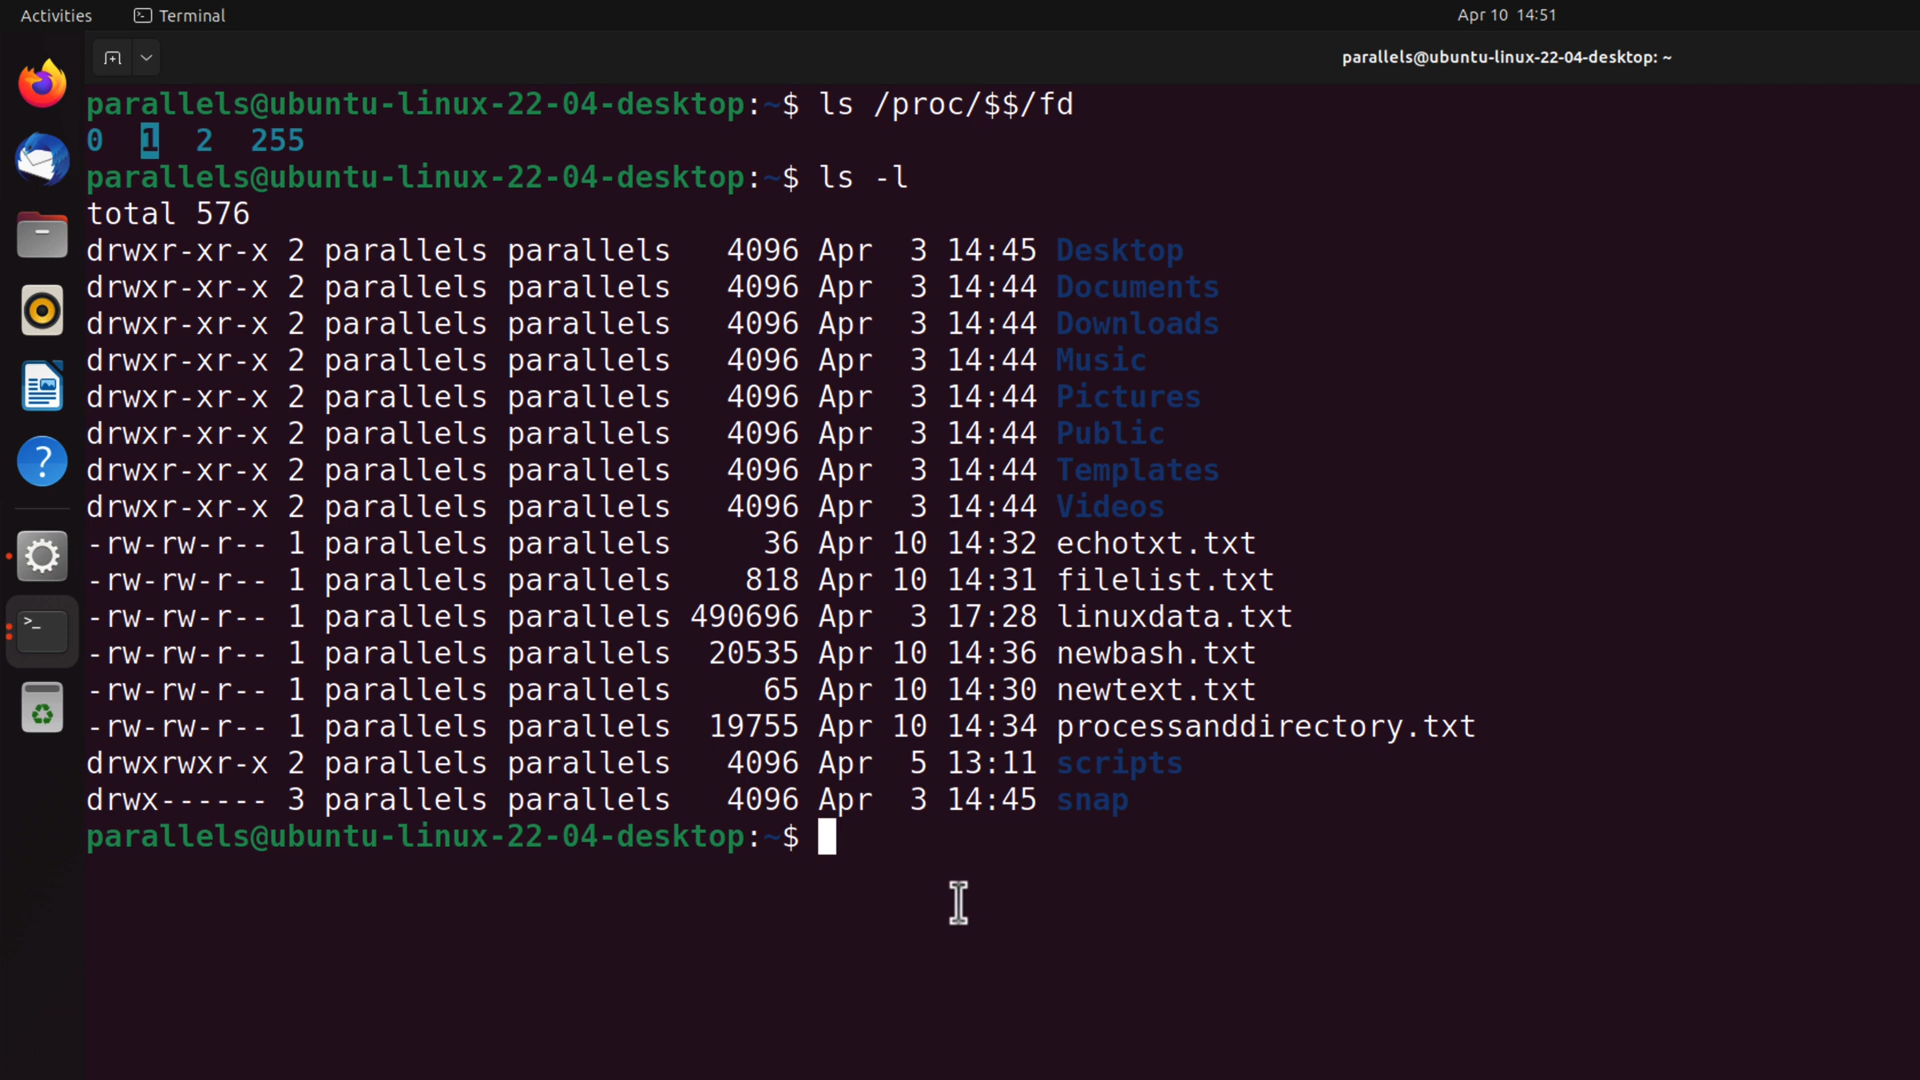 Activities Terminal Apr 10 14:51
parallels@ubuntu-linux-22-04-desktop: ~
parallels@ubuntu-linux-22-04-desktop:~$ ls /proc/$$/fd
0  1  2  255
parallels@ubuntu-linux-22-04-desktop:~$ ls -l
total 576
drwxr-xr-x 2 parallels parallels   4096 Apr  3 14:45 Desktop
drwxr-xr-x 2 parallels parallels   4096 Apr  3 14:44 Documents
drwxr-xr-x 2 parallels parallels   4096 Apr  3 14:44 Downloads
drwxr-xr-x 2 parallels parallels   4096 Apr  3 14:44 Music
drwxr-xr-x 2 parallels parallels   4096 Apr  3 14:44 Pictures
drwxr-xr-x 2 parallels parallels   4096 Apr  3 14:44 Public
drwxr-xr-x 2 parallels parallels   4096 Apr  3 14:44 Templates
drwxr-xr-x 2 parallels parallels   4096 Apr  3 14:44 Videos
-rw-rw-r-- 1 parallels parallels     36 Apr 10 14:32 echotxt.txt
-rw-rw-r-- 1 parallels parallels    818 Apr 10 14:31 filelist.txt
-rw-rw-r-- 1 parallels parallels 490696 Apr  3 17:28 linuxdata.txt
-rw-rw-r-- 1 parallels parallels  20535 Apr 10 14:36 newbash.txt
-rw-rw-r-- 1 parallels parallels     65 Apr 10 14:30 newtext.txt
-rw-rw-r-- 1 parallels parallels  19755 Apr 10 14:34 processanddirectory.txt
drwxrwxr-x 2 parallels parallels   4096 Apr  5 13:11 scripts
drwx------ 3 parallels parallels   4096 Apr  3 14:45 snap
parallels@ubuntu-linux-22-04-desktop:~$